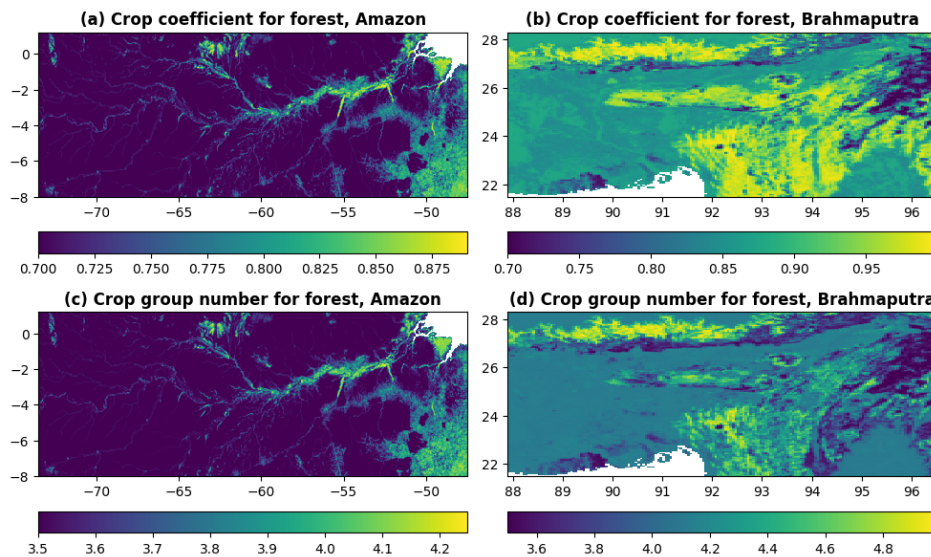 (a) Crop coefficient for forest, Amazon
(b) Crop coefficient for forest, Brahmaputra
0
−2
−4
−6
−8
−70 −65 −60 −55 −50
28
26
24
22
88 89 90 91 92 93 94 95 96
0.700 0.725 0.750 0.775 0.800 0.825 0.850 0.875
0.70 0.75 0.80 0.85 0.90 0.95
(c) Crop group number for forest, Amazon
(d) Crop group number for forest, Brahmaputra
0
−2
−4
−6
−8
−70 −65 −60 −55 −50
28
26
24
22
88 89 90 91 92 93 94 95 96
3.5 3.6 3.7 3.8 3.9 4.0 4.1 4.2
3.6 3.8 4.0 4.2 4.4 4.6 4.8